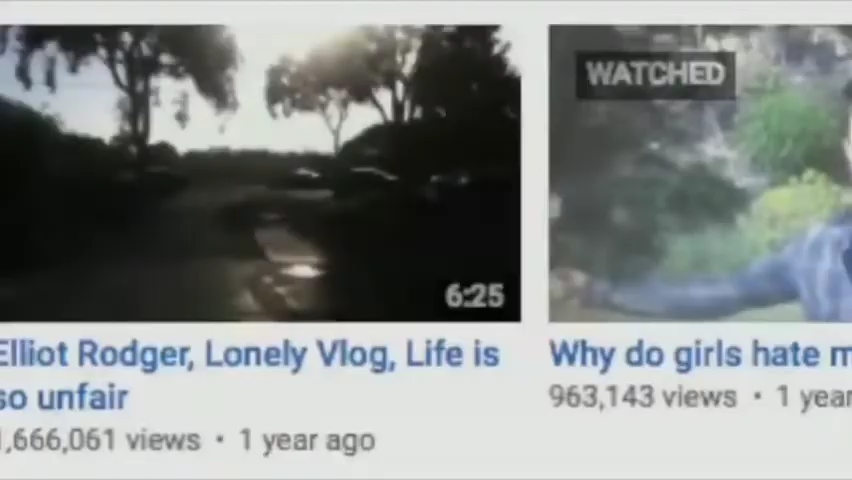 WATCHED
6:25
Elliot Rodger, Lonely Vlog, Life is
so unfair
1,666,061 views • 1 year ago
Why do girls hate m
963,143 views • 1 year